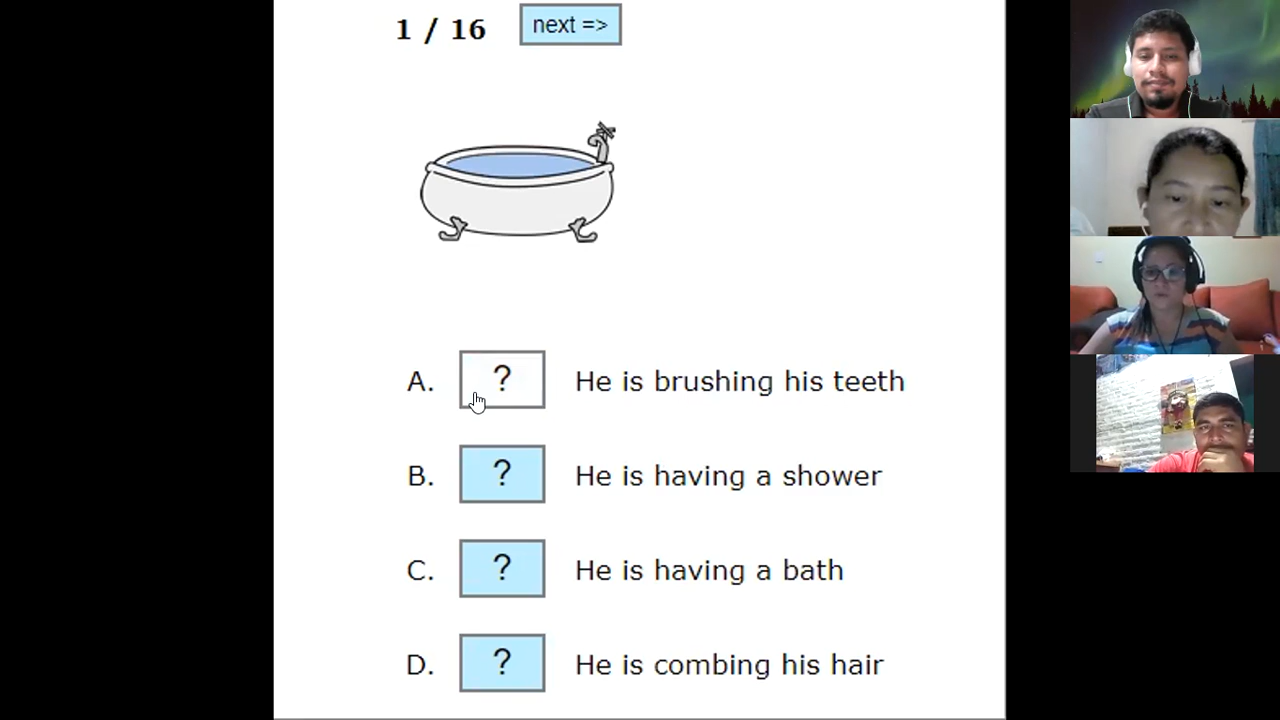 1 / 16 next =>
A. ? He is brushing his teeth
B. ? He is having a shower
C. ? He is having a bath
D. ? He is combing his hair